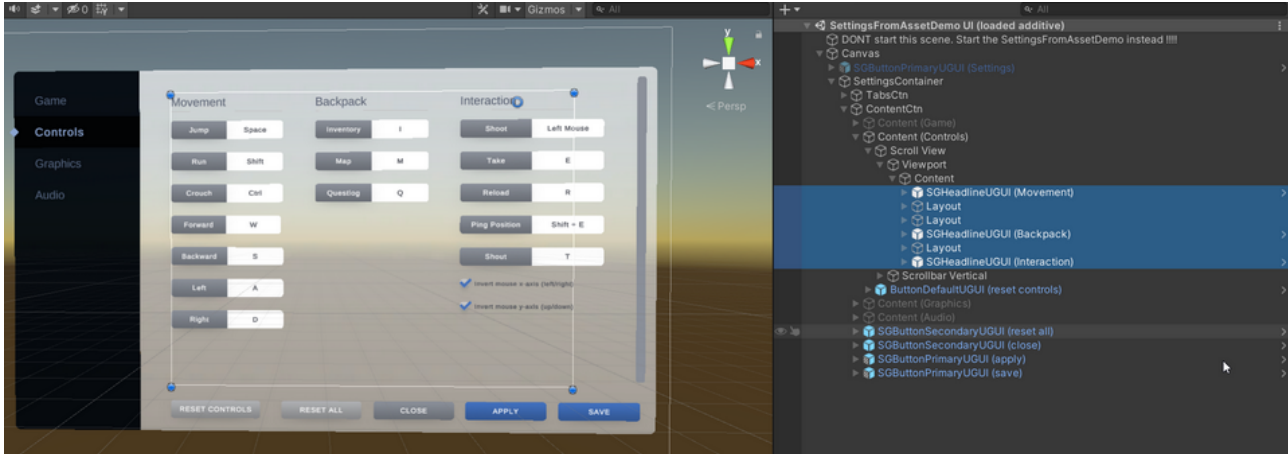 0
Gizmos
All
y
x
Persp
Game
Controls
Graphics
Audio
Movement
Jump Space
Run Shift
Crouch Ctrl
Forward W
Backward S
Left A
Right D
Backpack
Inventory I
Map M
Questlog Q
Interaction
Shoot Left Mouse
Take E
Reload R
Ping Position Shift + E
Shout T
Invert mouse x-axis (left/right)
Invert mouse y-axis (up/down)
RESET CONTROLS
RESET ALL
CLOSE
APPLY
SAVE
All
SettingsFromAssetDemo UI (loaded additive)
DONT start this scene. Start the SettingsFromAssetDemo instead !!!!
Canvas
SGButtonPrimaryUGUI (Settings)
SettingsContainer
TabsCtn
ContentCtn
Content (Game)
Content (Controls)
Scroll View
Viewport
Content
SGHeadlineUGUI (Movement)
Layout
Layout
SGHeadlineUGUI (Backpack)
Layout
SGHeadlineUGUI (Interaction)
Scrollbar Vertical
ButtonDefaultUGUI (reset controls)
Content (Graphics)
Content (Audio)
SGButtonSecondaryUGUI (reset all)
SGButtonSecondaryUGUI (close)
SGButtonPrimaryUGUI (apply)
SGButtonPrimaryUGUI (save)